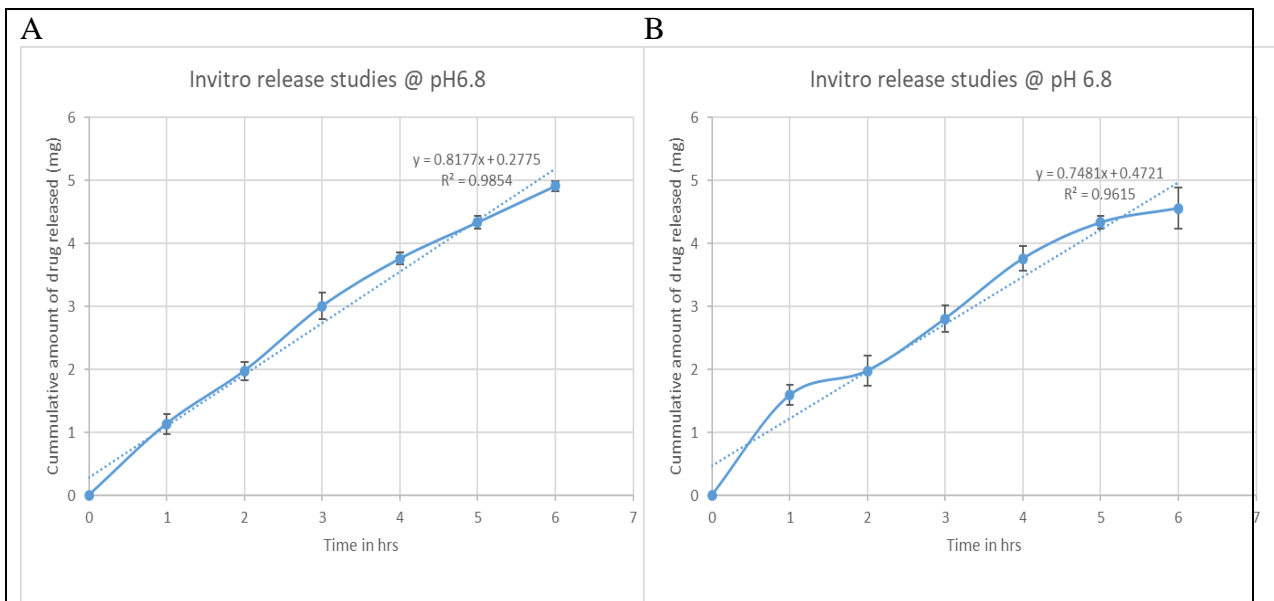 A
B
Invitro release studies @ pH6.8
Cummulative amount of drug released (mg)
6
5
4
3
2
1
0
y = 0.8177x + 0.2775
R² = 0.9854
0 1 2 3 4 5 6 7
Time in hrs
Invitro release studies @ pH 6.8
Cummulative amount of drug released (mg)
6
5
4
3
2
1
0
y = 0.7481x + 0.4721
R² = 0.9615
0 1 2 3 4 5 6 7
Time in hrs